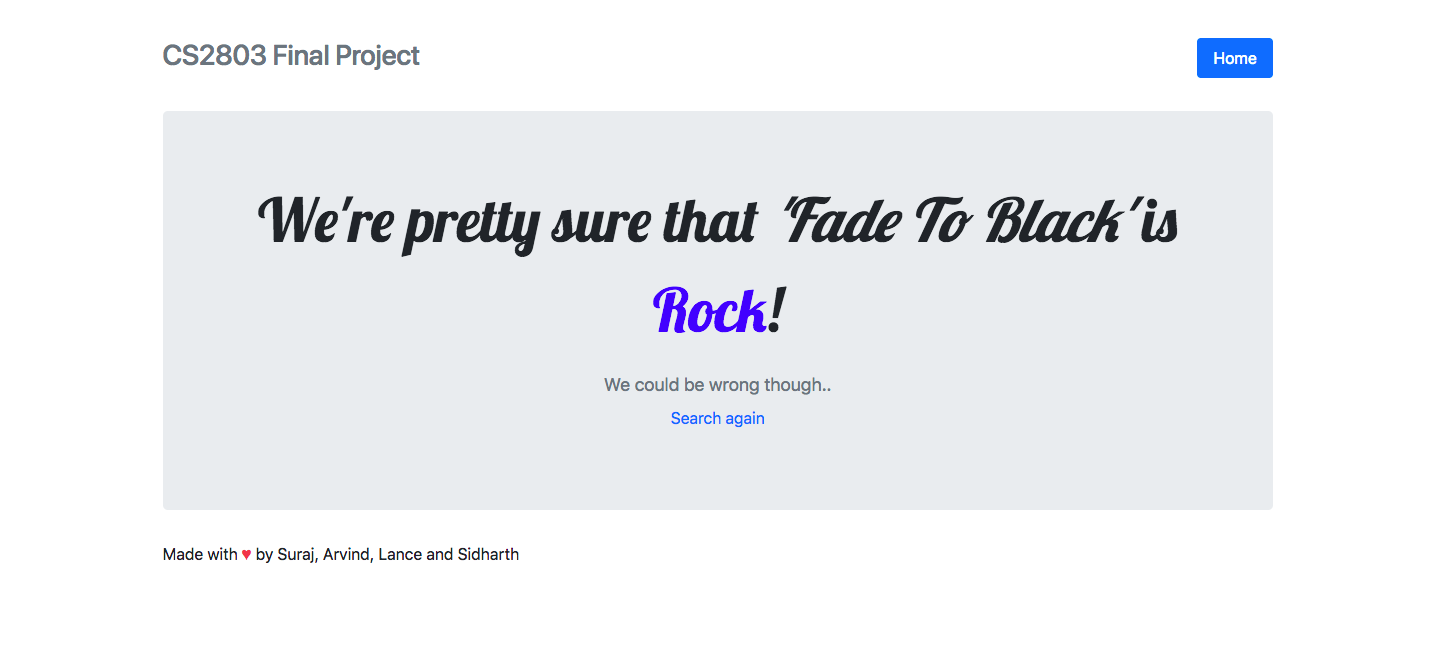 CS2803 Final Project
Home
We're pretty sure that 'Fade To Black' is
Rock!
We could be wrong though..
Search again
Made with ♥ by Suraj, Arvind, Lance and Sidharth